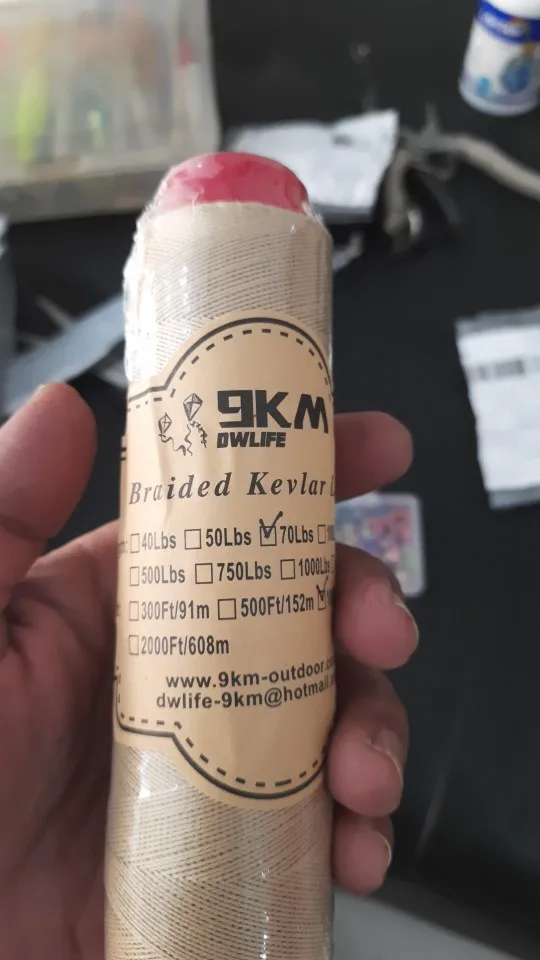 9KM
DWLIFE
Braided Kevlar
40Lbs 50Lbs 70Lbs
500Lbs 750Lbs 1000Lbs
300Ft/91m 500Ft/152m
2000Ft/608m
www.9km-outdoor.
dwlife-9km@hotmail.